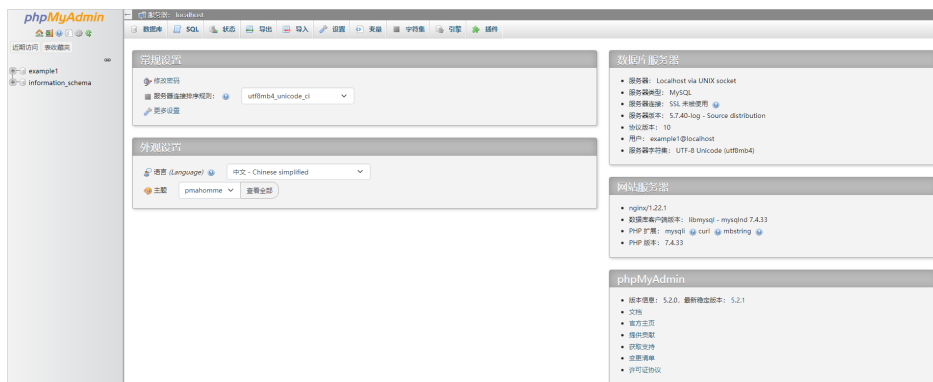 phpMyAdmin
近期访问 表收藏夹
example1
information_schema
服务器: localhost
数据库 SQL 状态 导出 导入 设置 变量 字符集 引擎 插件
常规设置
修改密码
服务器连接排序规则: utf8mb4_unicode_ci
更多设置
外观设置
语言 (Language) 中文 - Chinese simplified
主题 pmahomme 查看全部
数据库服务器
服务器: Localhost via UNIX socket
服务器类型: MySQL
服务器连接: SSL 未被使用
服务器版本: 5.7.40-log - Source distribution
协议版本: 10
用户: example1@localhost
服务器字符集: UTF-8 Unicode (utf8mb4)
网站服务器
nginx/1.22.1
数据库客户端版本: libmysql - mysqlnd 7.4.33
PHP 扩展: mysqli curl mbstring
PHP 版本: 7.4.33
phpMyAdmin
版本信息: 5.2.0, 最新稳定版本: 5.2.1
文档
官方主页
提供贡献
获取支持
变更清单
许可证协议